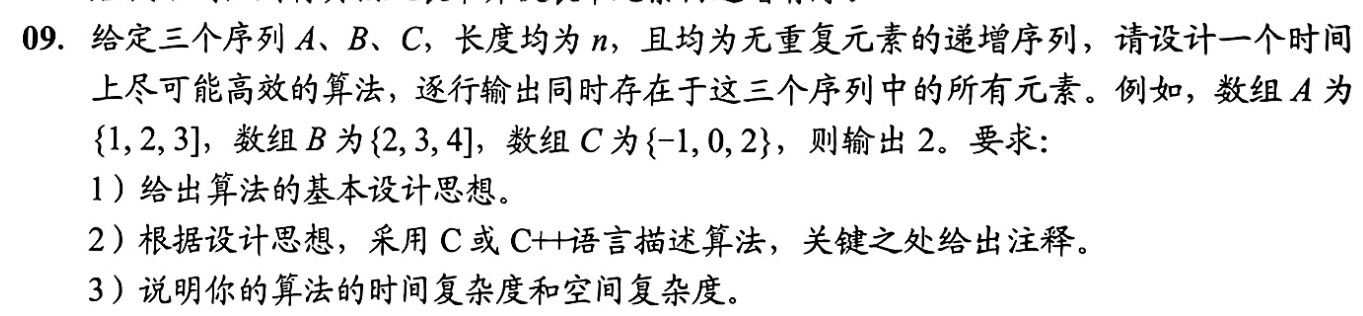 09. 给定三个序列 A、B、C，长度均为 n，且均为无重复元素的递增序列，请设计一个时间
上尽可能高效的算法，逐行输出同时存在于这三个序列中的所有元素。例如，数组 A 为
{1, 2, 3]，数组 B 为{2, 3, 4]，数组 C 为{−1, 0, 2}，则输出 2。要求：
1）给出算法的基本设计思想。
2）根据设计思想，采用 C 或 C++语言描述算法，关键之处给出注释。
3）说明你的算法的时间复杂度和空间复杂度。